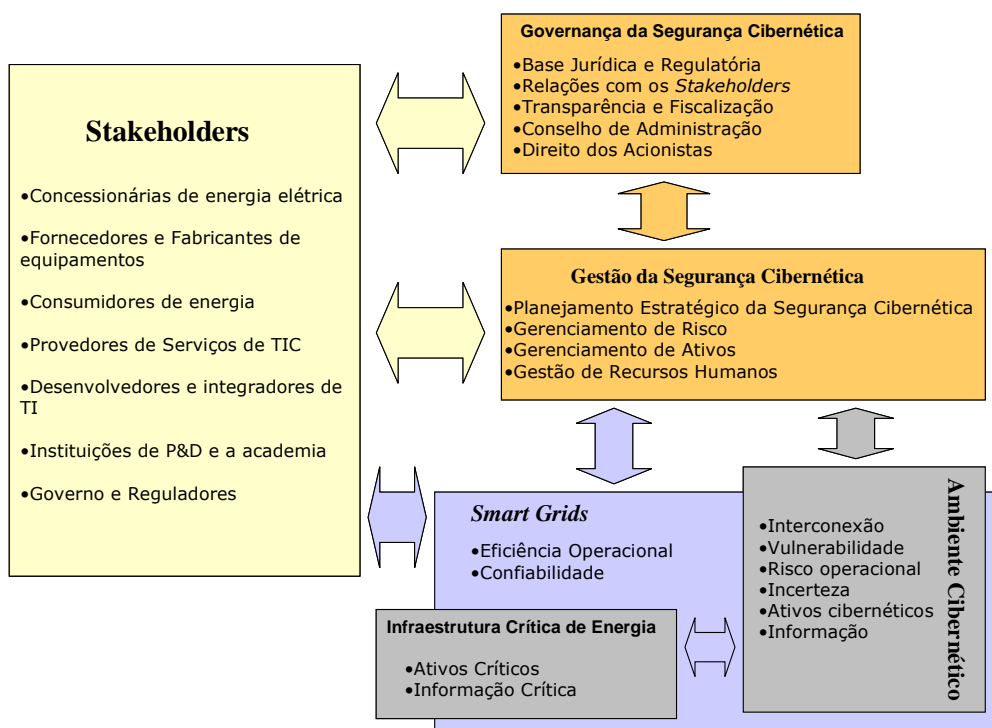 Stakeholders
•Concessionárias de energia elétrica
•Fornecedores e Fabricantes de
equipamentos
•Consumidores de energia
•Provedores de Serviços de TIC
•Desenvolvedores e integradores de
TI
•Instituições de P&D e a academia
•Governo e Reguladores
Governança da Segurança Cibernética
•Base Jurídica e Regulatória
•Relações com os Stakeholders
•Transparência e Fiscalização
•Conselho de Administração
•Direito dos Acionistas
Gestão da Segurança Cibernética
•Planejamento Estratégico da Segurança Cibernética
•Gerenciamento de Risco
•Gerenciamento de Ativos
•Gestão de Recursos Humanos
Smart Grids
•Eficiência Operacional
•Confiabilidade
Infraestrutura Crítica de Energia
•Ativos Críticos
•Informação Crítica
Ambiente Cibernético
•Interconexão
•Vulnerabilidade
•Risco operacional
•Incerteza
•Ativos cibernéticos
•Informação